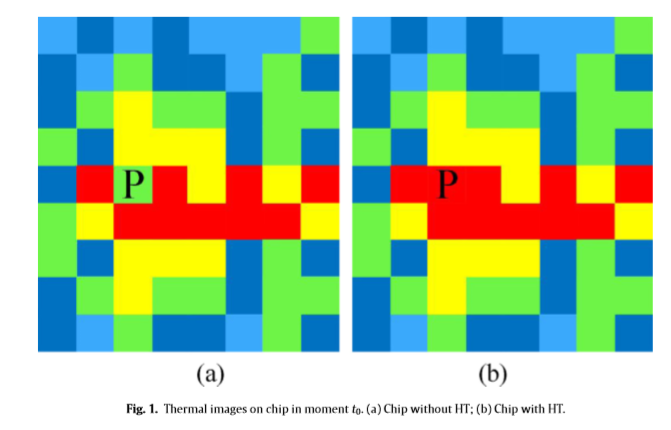 P P
(a) (b)
Fig. 1. Thermal images on chip in moment t₀. (a) Chip without HT; (b) Chip with HT.